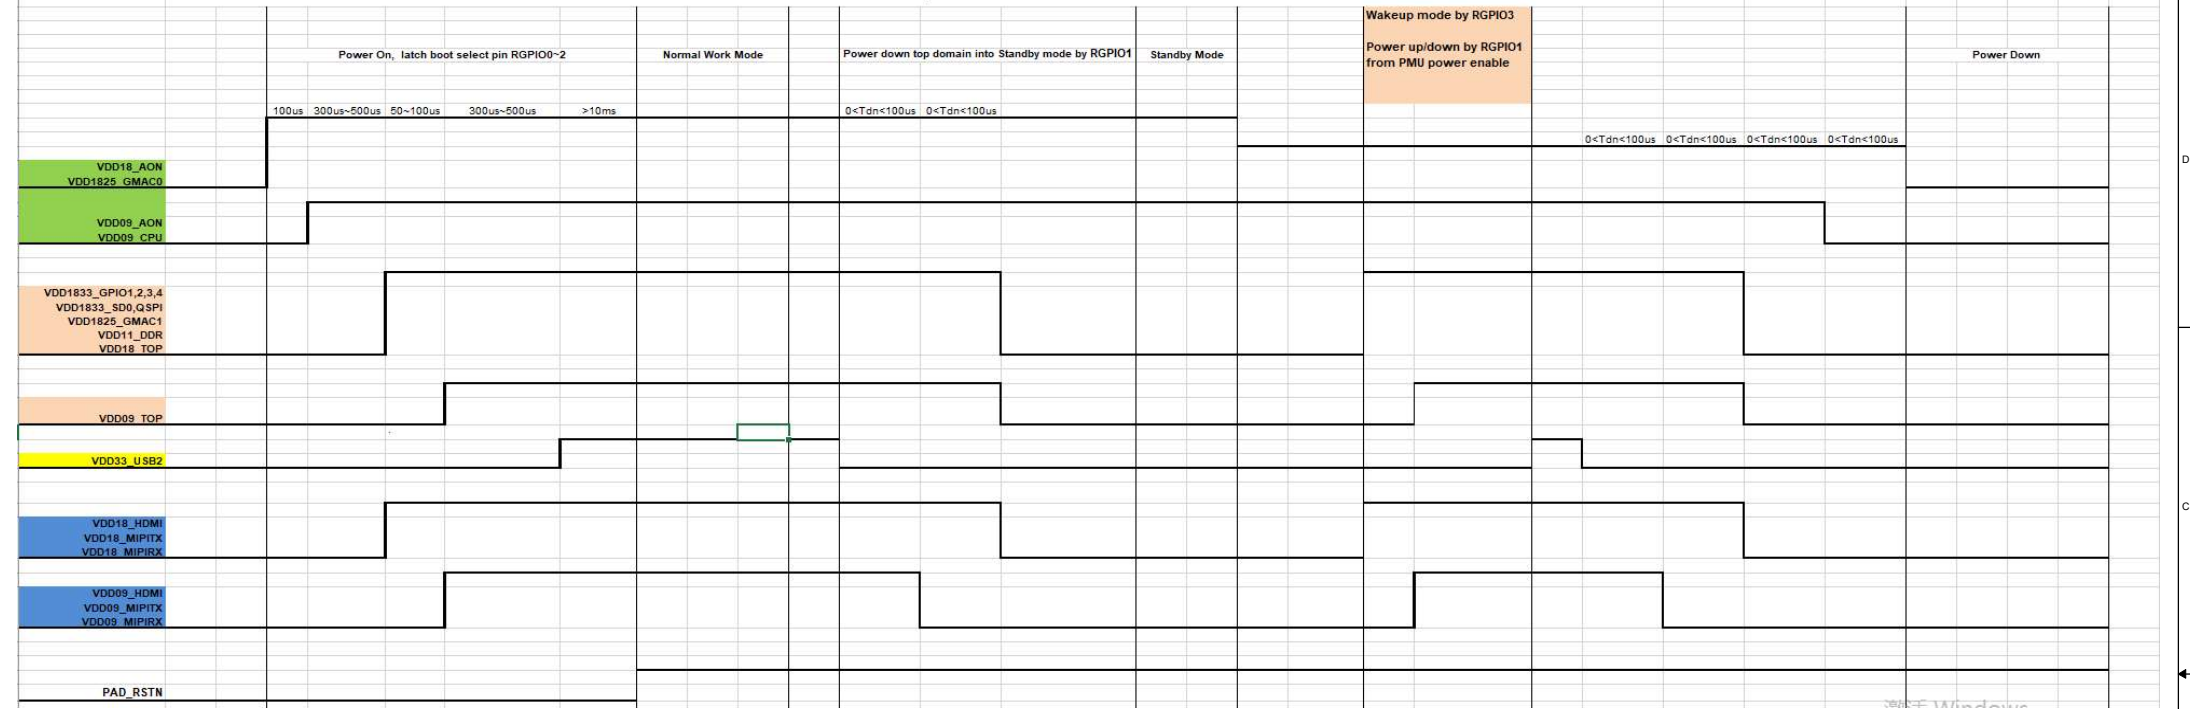 Wakeup mode by RGPIO3
Power up/down by RGPIO1
from PMU power enable
Power On, latch boot select pin RGPIO0~2
Normal Work Mode
Power down top domain into Standby mode by RGPIO1
Standby Mode
Power Down
100us 300us~500us 50~100us 300us~500us >10ms
0<Tdn<100us 0<Tdn<100us
0<Tdn<100us 0<Tdn<100us 0<Tdn<100us 0<Tdn<100us
VDD18_AON
VDD1825_GMAC0
D
VDD09_AON
VDD09_CPU
VDD1833_GPIO1,2,3,4
VDD1833_SD0,QSPI
VDD1825_GMAC1
VDD11_DDR
VDD18_TOP
VDD09_TOP
VDD33_USB2
C
VDD18_HDMI
VDD18_MIPITX
VDD18_MIPIRX
VDD09_HDMI
VDD09_MIPITX
VDD09_MIPIRX
PAD_RSTN
激活 Windows